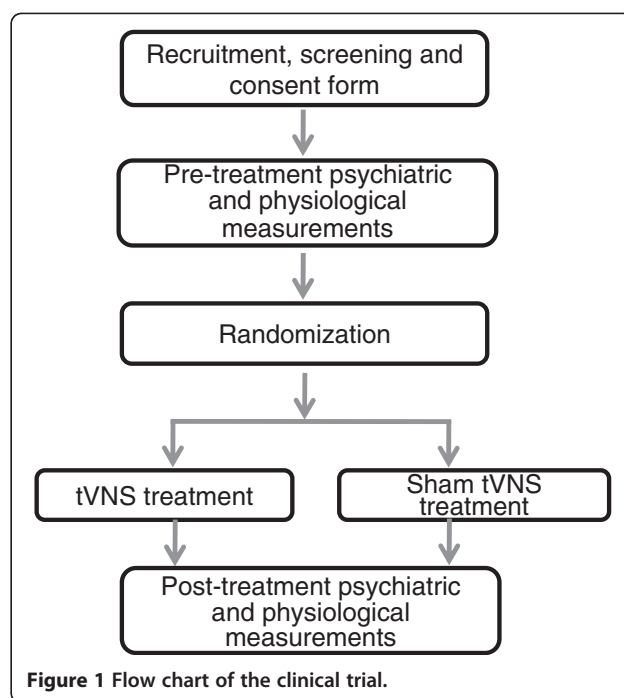 Recruitment, screening and
consent form
Pre-treatment psychiatric
and physiological
measurements
Randomization
tVNS treatment
Sham tVNS
treatment
Post-treatment psychiatric
and physiological
measurements
Figure 1 Flow chart of the clinical trial.